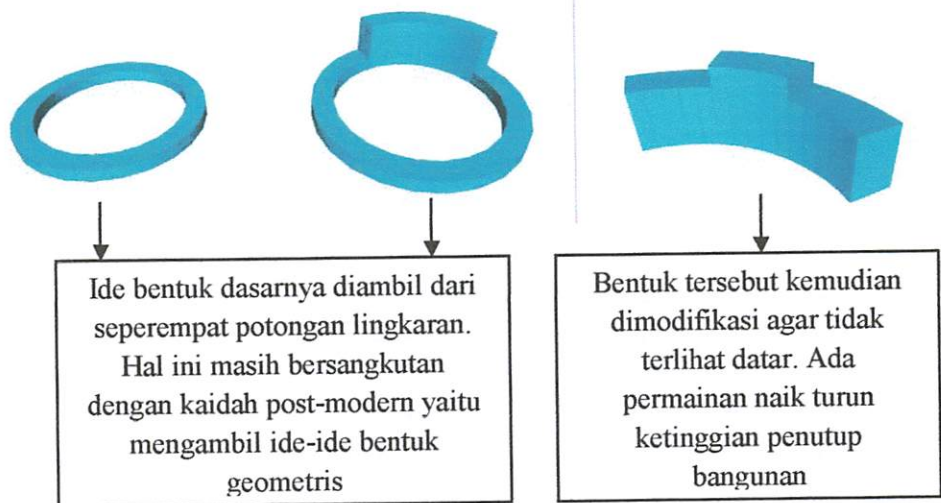 Ide bentuk dasarnya diambil dari
seperempat potongan lingkaran.
Hal ini masih bersangkutan
dengan kaidah post-modern yaitu
mengambil ide-ide bentuk
geometris
Bentuk tersebut kemudian
dimodifikasi agar tidak
terlihat datar. Ada
permainan naik turun
ketinggian penutup
bangunan